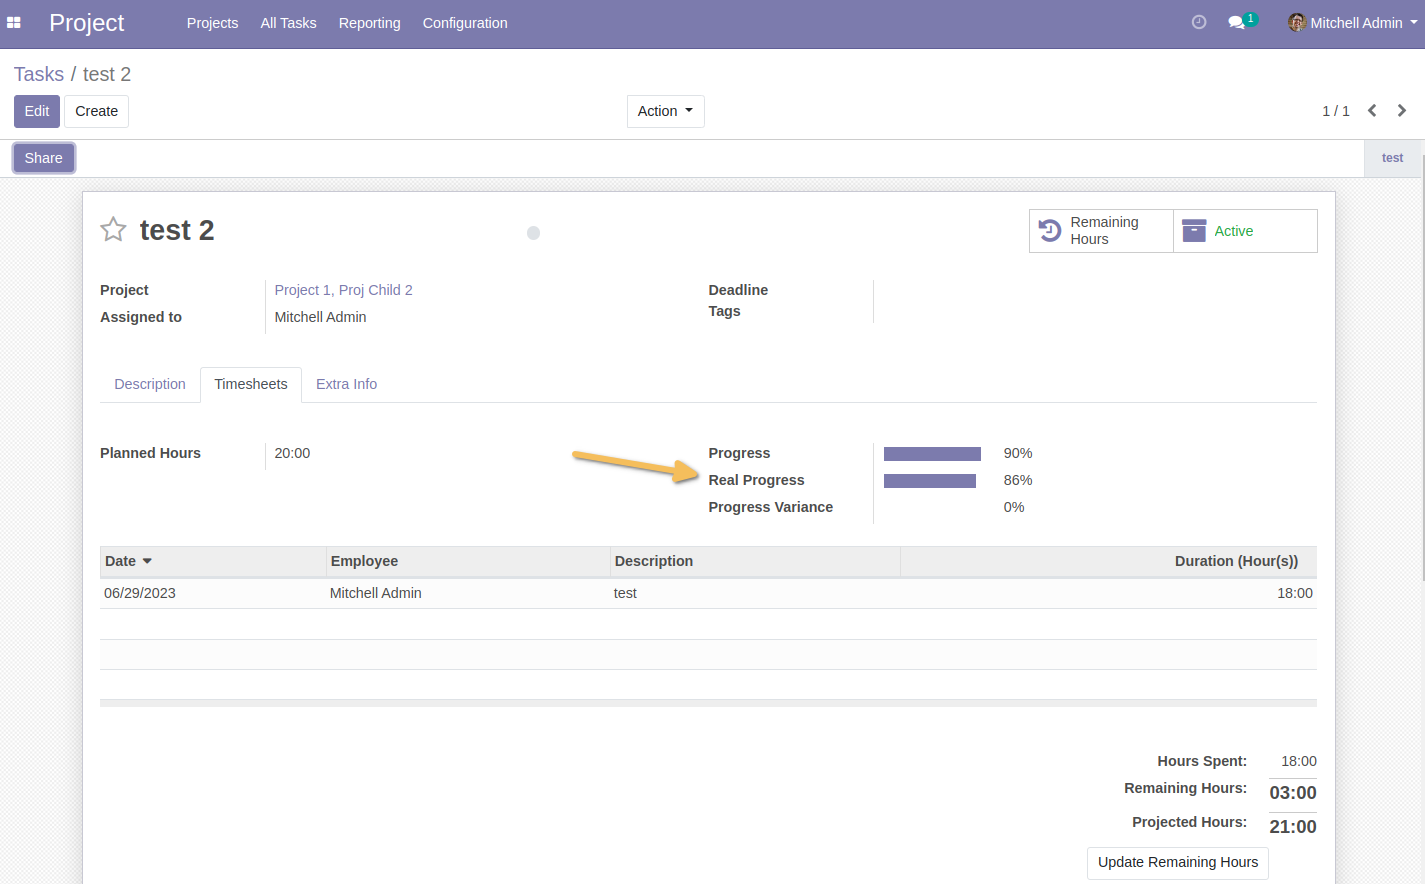 Project Projects All Tasks Reporting Configuration 1 Mitchell Admin
Tasks / test 2
Edit Create Action 1 / 1
Share test
test 2 Remaining Hours Active
Project Project 1, Proj Child 2 Deadline
Assigned to Mitchell Admin Tags
Description Timesheets Extra Info
Planned Hours 20:00 Progress 90%
Real Progress 86%
Progress Variance 0%
Date Employee Description Duration (Hour(s))
06/29/2023 Mitchell Admin test 18:00
Hours Spent: 18:00
Remaining Hours: 03:00
Projected Hours: 21:00
Update Remaining Hours